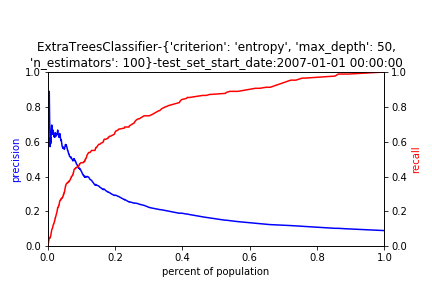 ExtraTreesClassifier-{'criterion': 'entropy', 'max_depth': 50,
'n_estimators': 100}-test_set_start_date:2007-01-01 00:00:00
1.0
0.8
0.6
0.4
0.2
0.0
precision
1.0
0.8
0.6
0.4
0.2
0.0
recall
0.0 0.2 0.4 0.6 0.8 1.0
percent of population